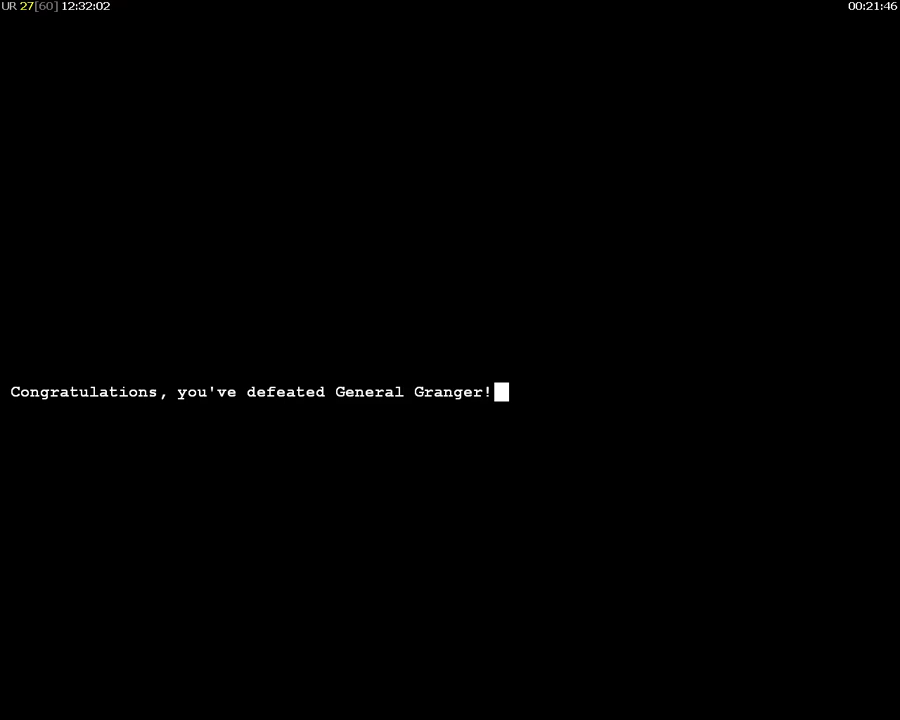 UR 27[60] 12:32:02 00:21:46
Congratulations, you've defeated General Granger!